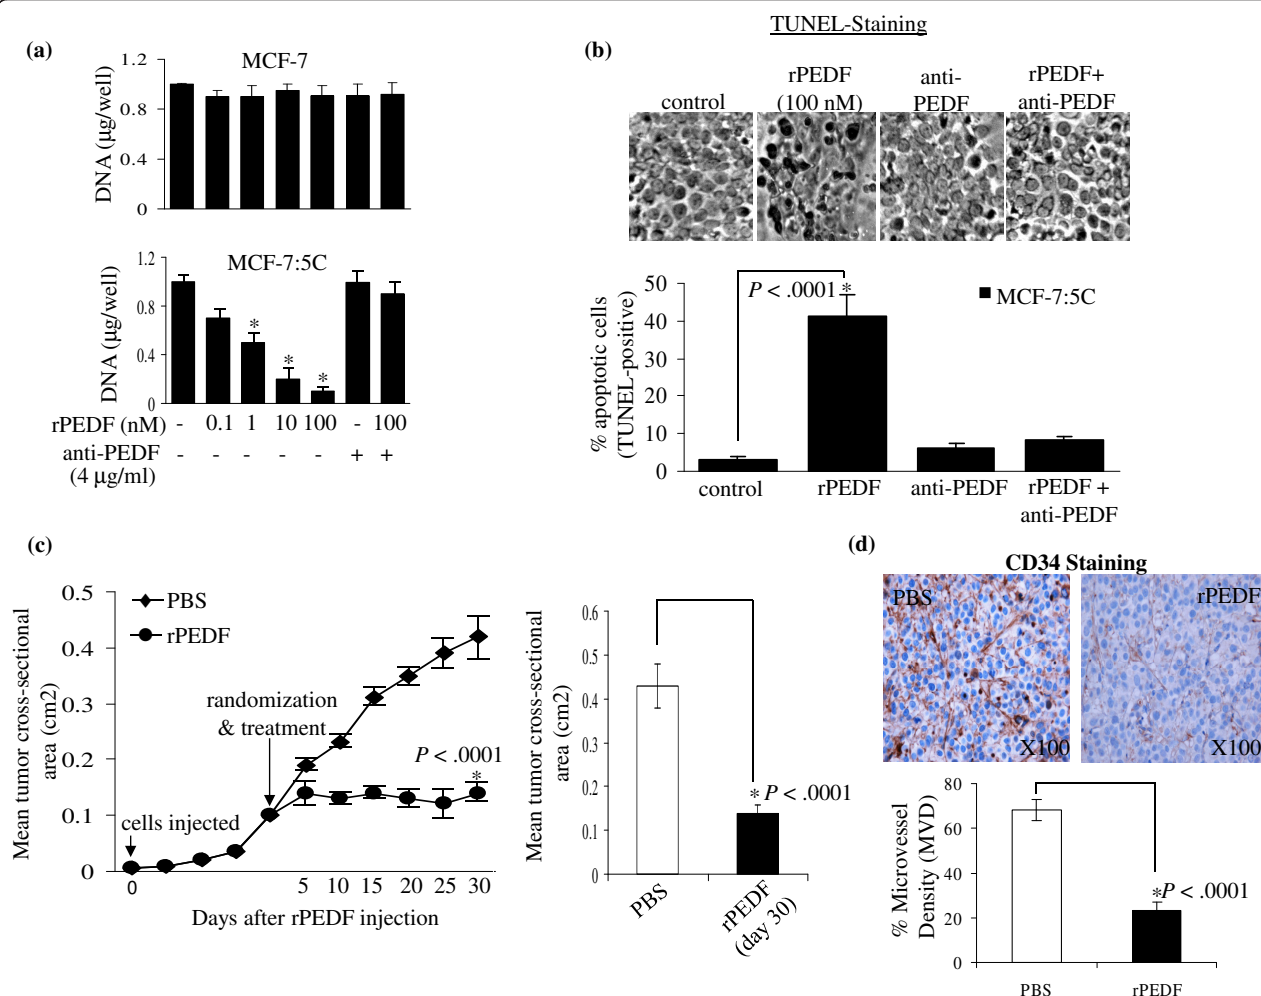 (a)
MCF-7
DNA (µg/well)
1.2
0.8
0.4
0
MCF-7:5C
DNA (µg/well)
1.2
0.8
0.4
0
*
*
*
rPEDF (nM) - 0.1 1 10 100 - 100
anti-PEDF - - - - - + +
(4 µg/ml)
(b)
TUNEL-Staining
control
rPEDF
(100 nM)
anti-
PEDF
rPEDF+
anti-PEDF
% apoptotic cells
(TUNEL-positive)
50
40
30
20
10
0
P < .0001 *
MCF-7:5C
control
rPEDF
anti-PEDF
rPEDF +
anti-PEDF
(c)
Mean tumor cross-sectional
area (cm2)
0.5
0.4
0.3
0.2
0.1
0
PBS
rPEDF
randomization
& treatment
P < .0001
*
cells injected
0 5 10 15 20 25 30
Days after rPEDF injection
Mean tumor cross-sectional
area (cm2)
0.6
0.5
0.4
0.3
0.2
0.1
0
* P < .0001
PBS
rPEDF
(day 30)
(d)
CD34 Staining
PBS
X100
rPEDF
X100
% Microvessel
Density (MVD)
80
60
40
20
0
*P < .0001
PBS
rPEDF